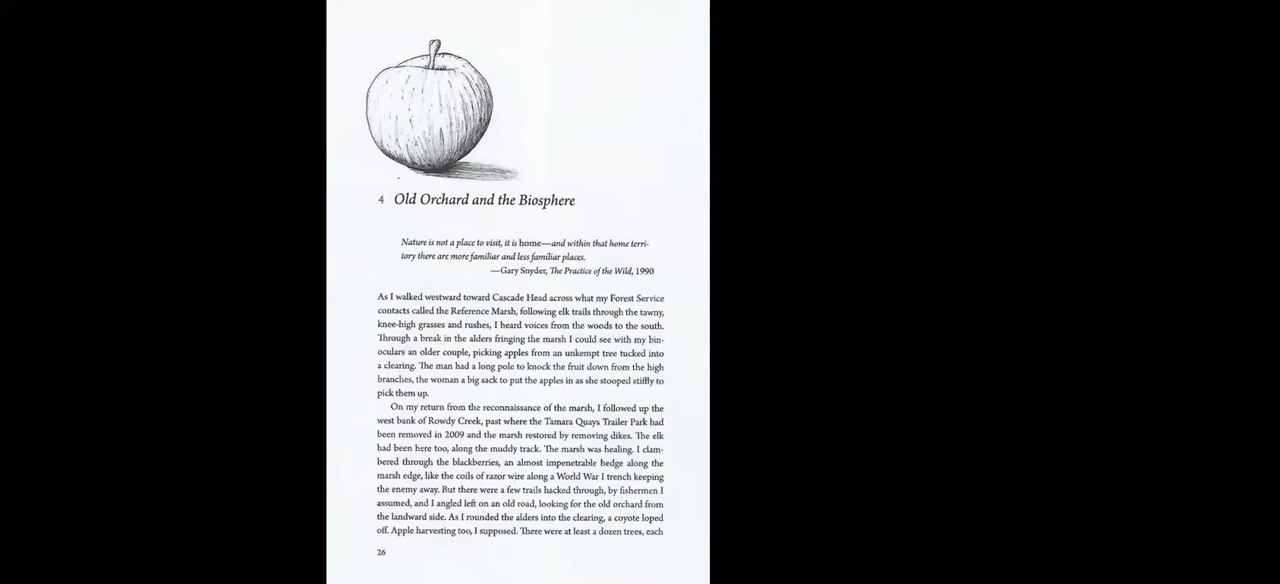 4 Old Orchard and the Biosphere
Nature is not a place to visit, it is home—and within that home terri-
tory there are more familiar and less familiar places.
—Gary Snyder, The Practice of the Wild, 1990
As I walked westward toward Cascade Head across what my Forest Service
contacts called the Reference Marsh, following elk trails through the tawny,
knee-high grasses and rushes, I heard voices from the woods to the south.
Through a break in the alders fringing the marsh I could see with my bin-
oculars an older couple, picking apples from an unkempt tree tucked into
a clearing. The man had a long pole to knock the fruit down from the high
branches, the woman a big sack to put the apples in as she stooped stiffly to
pick them up.
On my return from the reconnaissance of the marsh, I followed up the
west bank of Rowdy Creek, past where the Tamara Quays Trailer Park had
been removed in 2009 and the marsh restored by removing dikes. The elk
had been here too, along the muddy track. The marsh was healing. I clam-
bered through the blackberries, an almost impenetrable hedge along the
marsh edge, like the coils of razor wire along a World War I trench keeping
the enemy away. But there were a few trails hacked through, by fishermen I
assumed, and I angled left on an old road, looking for the old orchard from
the landward side. As I rounded the alders into the clearing, a coyote loped
off. Apple harvesting too, I supposed. There were at least a dozen trees, each
26